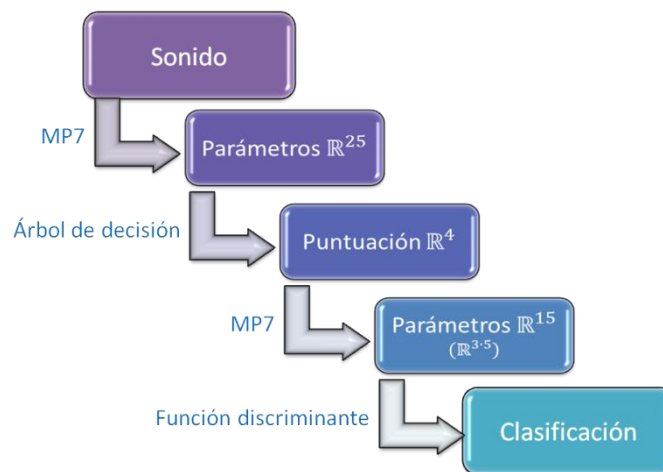 Sonido
MP7
Parámetros ℝ²⁵
Árbol de decisión
Puntuación ℝ⁴
MP7
Parámetros ℝ¹⁵
(ℝ³·⁵)
Función discriminante
Clasificación